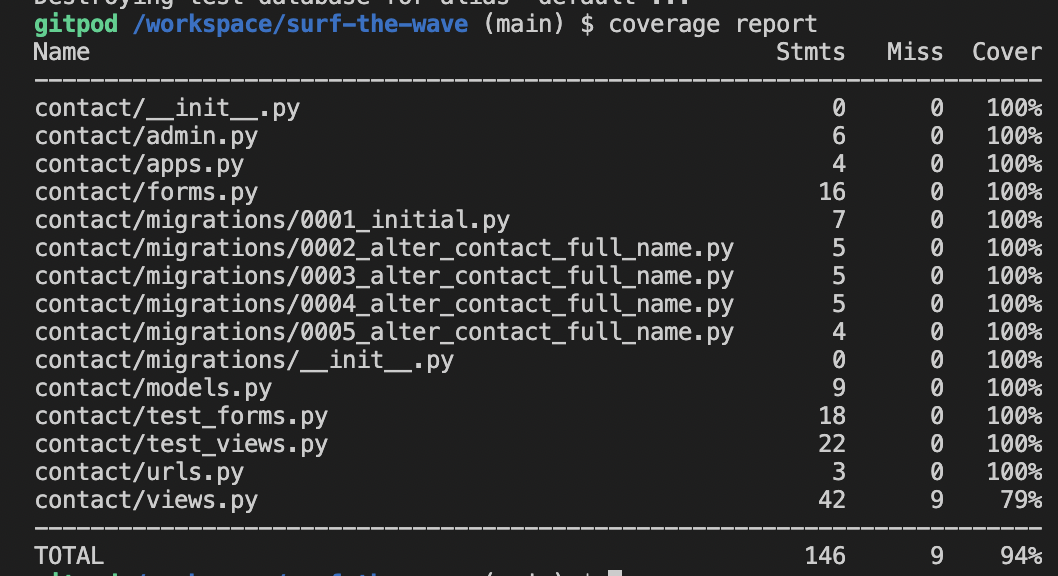 Destroying test database for alias 'default'...
gitpod /workspace/surf-the-wave (main) $ coverage report
Name Stmts Miss Cover
contact/__init__.py 0 0 100%
contact/admin.py 6 0 100%
contact/apps.py 4 0 100%
contact/forms.py 16 0 100%
contact/migrations/0001_initial.py 7 0 100%
contact/migrations/0002_alter_contact_full_name.py 5 0 100%
contact/migrations/0003_alter_contact_full_name.py 5 0 100%
contact/migrations/0004_alter_contact_full_name.py 5 0 100%
contact/migrations/0005_alter_contact_full_name.py 4 0 100%
contact/migrations/__init__.py 0 0 100%
contact/models.py 9 0 100%
contact/test_forms.py 18 0 100%
contact/test_views.py 22 0 100%
contact/urls.py 3 0 100%
contact/views.py 42 9 79%
TOTAL 146 9 94%